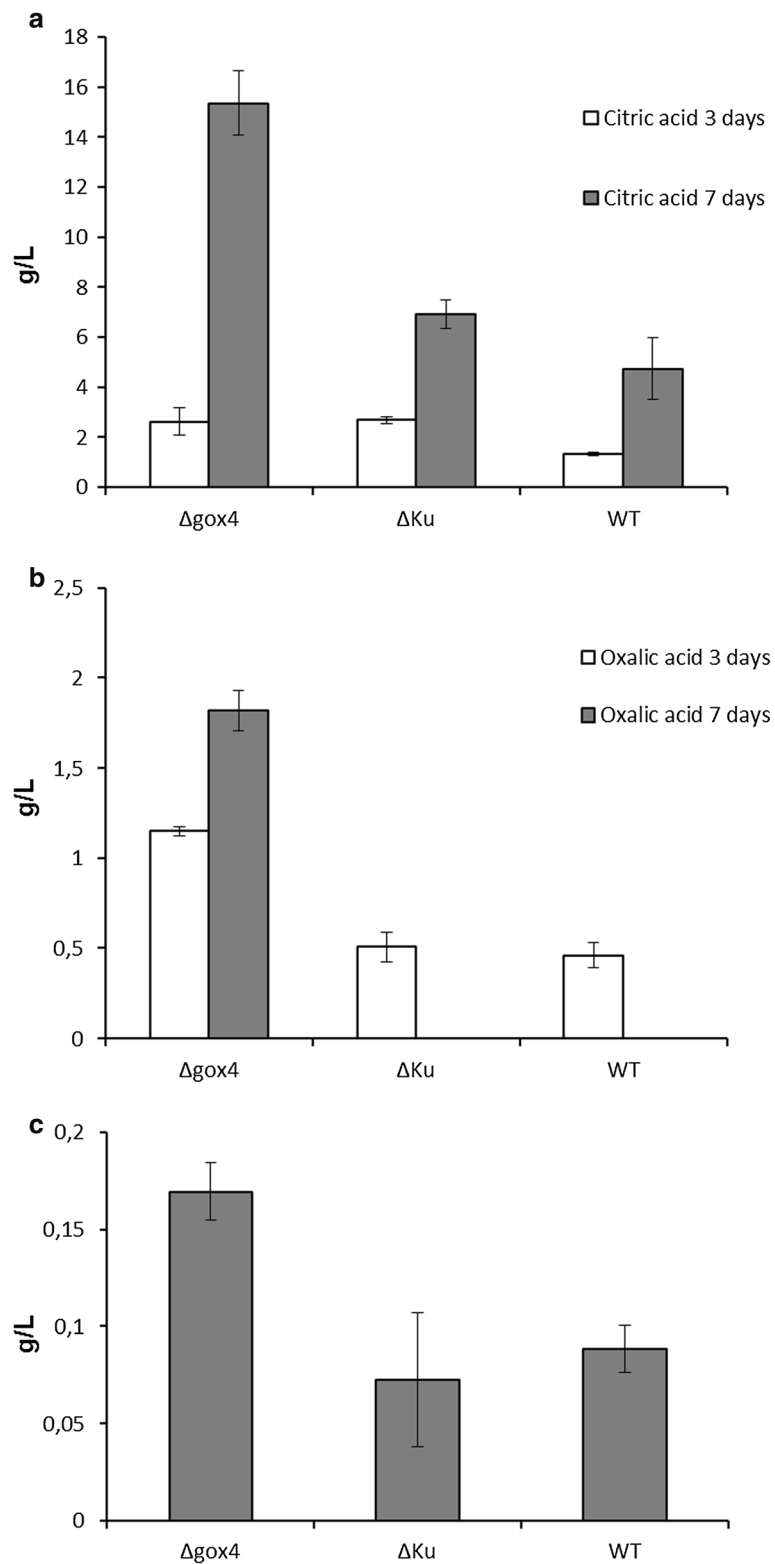 a
18
16
14
12
10
8
6
4
2
0
g/L
Citric acid 3 days
Citric acid 7 days
Δgox4 ΔKu WT
b
2,5
2
1,5
1
0,5
0
g/L
Oxalic acid 3 days
Oxalic acid 7 days
Δgox4 ΔKu WT
c
0,2
0,15
0,1
0,05
0
g/L
Δgox4 ΔKu WT